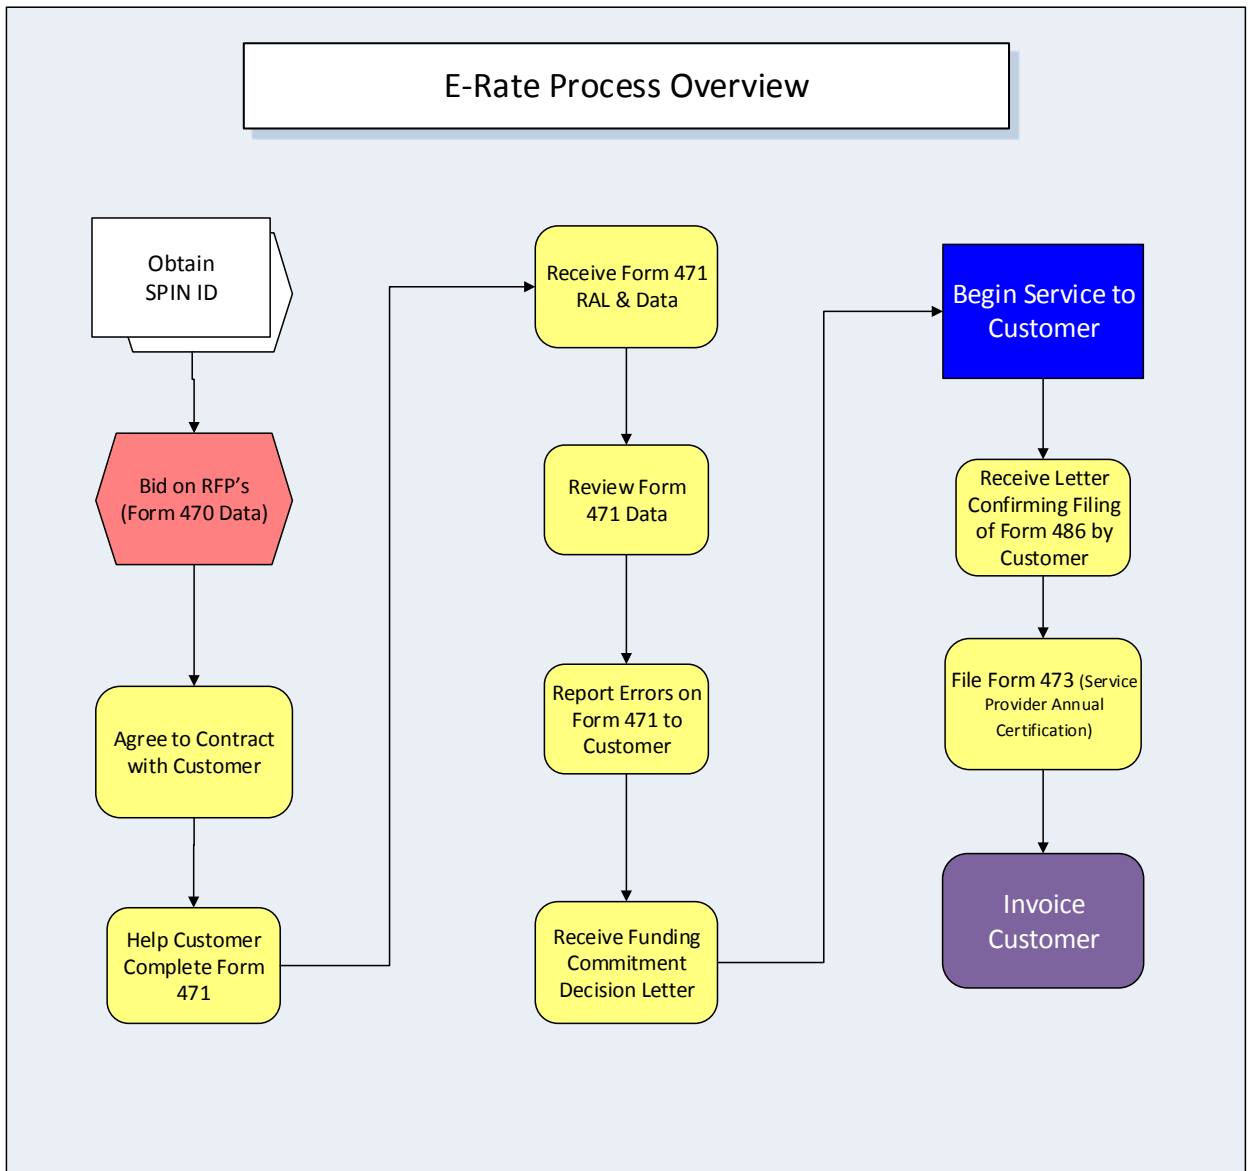 E-Rate Process Overview
Obtain
SPIN ID
Bid on RFP's
(Form 470 Data)
Agree to Contract
with Customer
Help Customer
Complete Form
471
Receive Form 471
RAL & Data
Review Form
471 Data
Report Errors on
Form 471 to
Customer
Receive Funding
Commitment
Decision Letter
Begin Service to
Customer
Receive Letter
Confirming Filing
of Form 486 by
Customer
File Form 473 (Service
Provider Annual
Certification)
Invoice
Customer